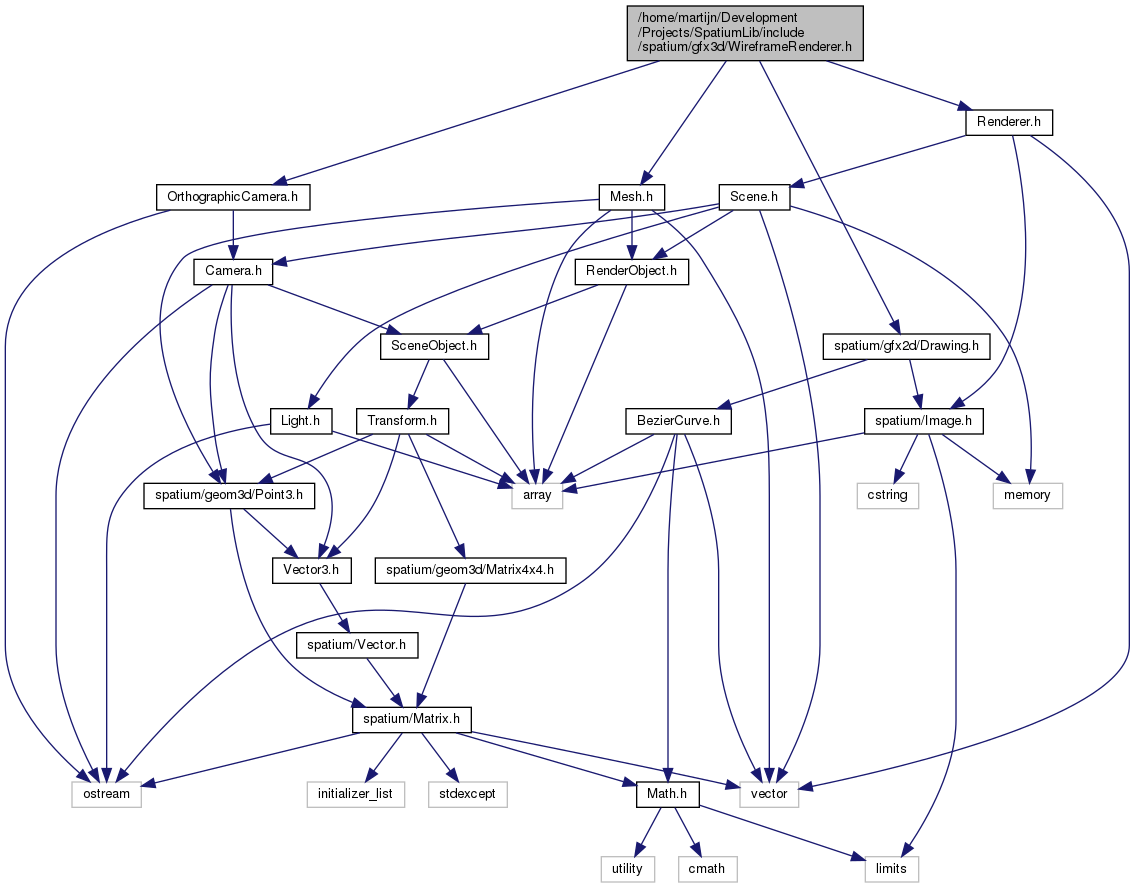 /home/martijn/Development
/Projects/SpatiumLib/include
/spatium/gfx3d/WireframeRenderer.h
Renderer.h
OrthographicCamera.h
Mesh.h
Scene.h
Camera.h
RenderObject.h
SceneObject.h
spatium/gfx2d/Drawing.h
Light.h
Transform.h
BezierCurve.h
spatium/Image.h
spatium/geom3d/Point3.h
array
cstring
memory
Vector3.h
spatium/geom3d/Matrix4x4.h
spatium/Vector.h
spatium/Matrix.h
ostream
initializer_list
stdexcept
Math.h
vector
utility
cmath
limits